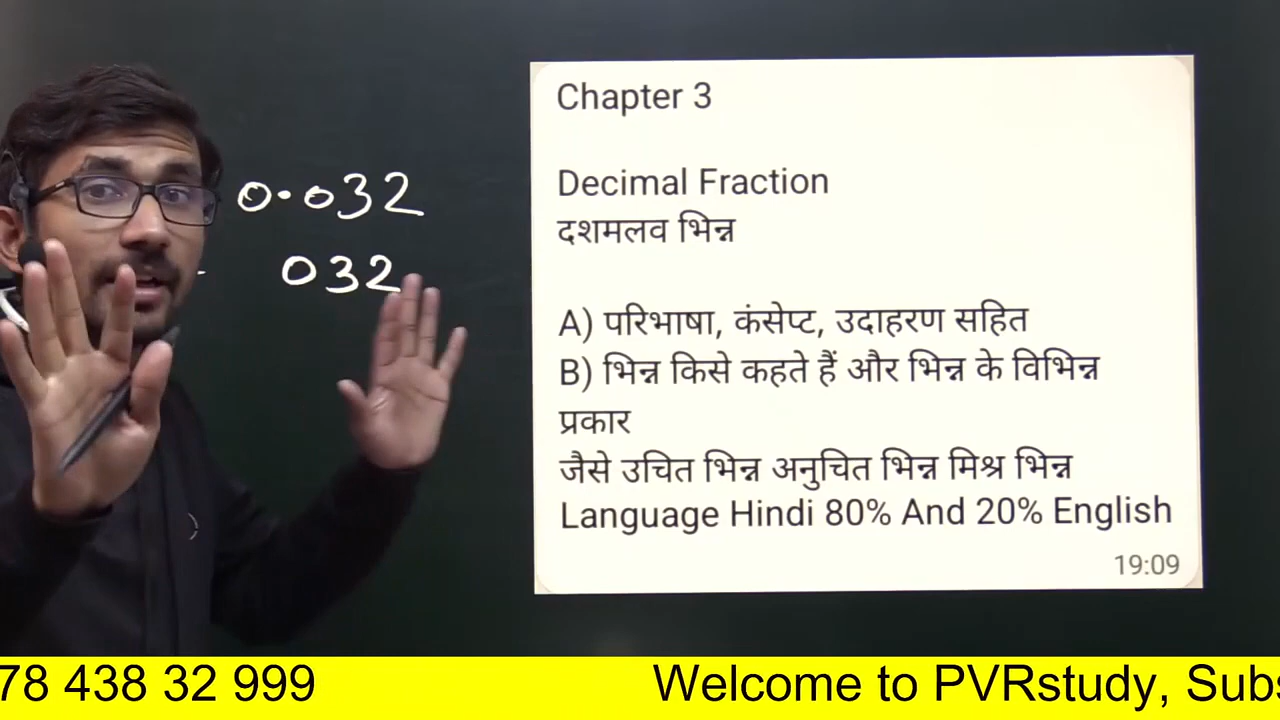 0.032
032
Chapter 3
Decimal Fraction
दशमलव भिन्न
A) परिभाषा, कंसेप्ट, उदाहरण सहित
B) भिन्न किसे कहते हैं और भिन्न के विभिन्न
प्रकार
जैसे उचित भिन्न अनुचित भिन्न मिश्र भिन्न
Language Hindi 80% And 20% English
19:09
78 438 32 999 Welcome to PVRstudy, Subs